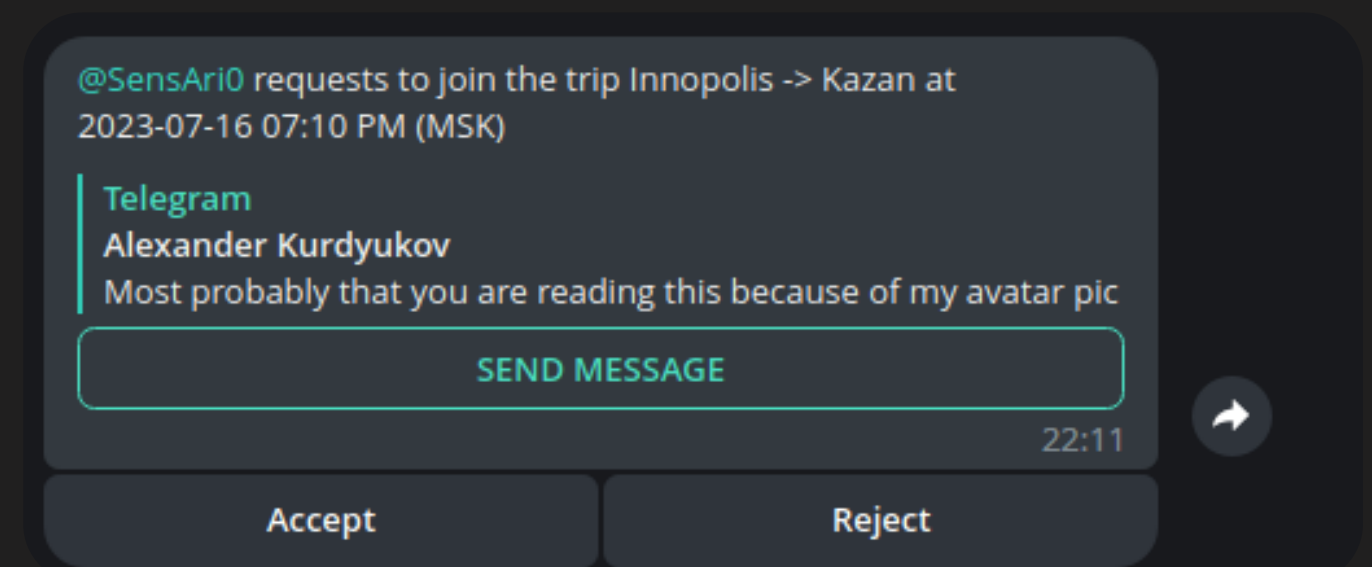 @SensAri0 requests to join the trip Innopolis -> Kazan at
2023-07-16 07:10 PM (MSK)
Telegram
Alexander Kurdyukov
Most probably that you are reading this because of my avatar pic
SEND MESSAGE
22:11
Accept
Reject